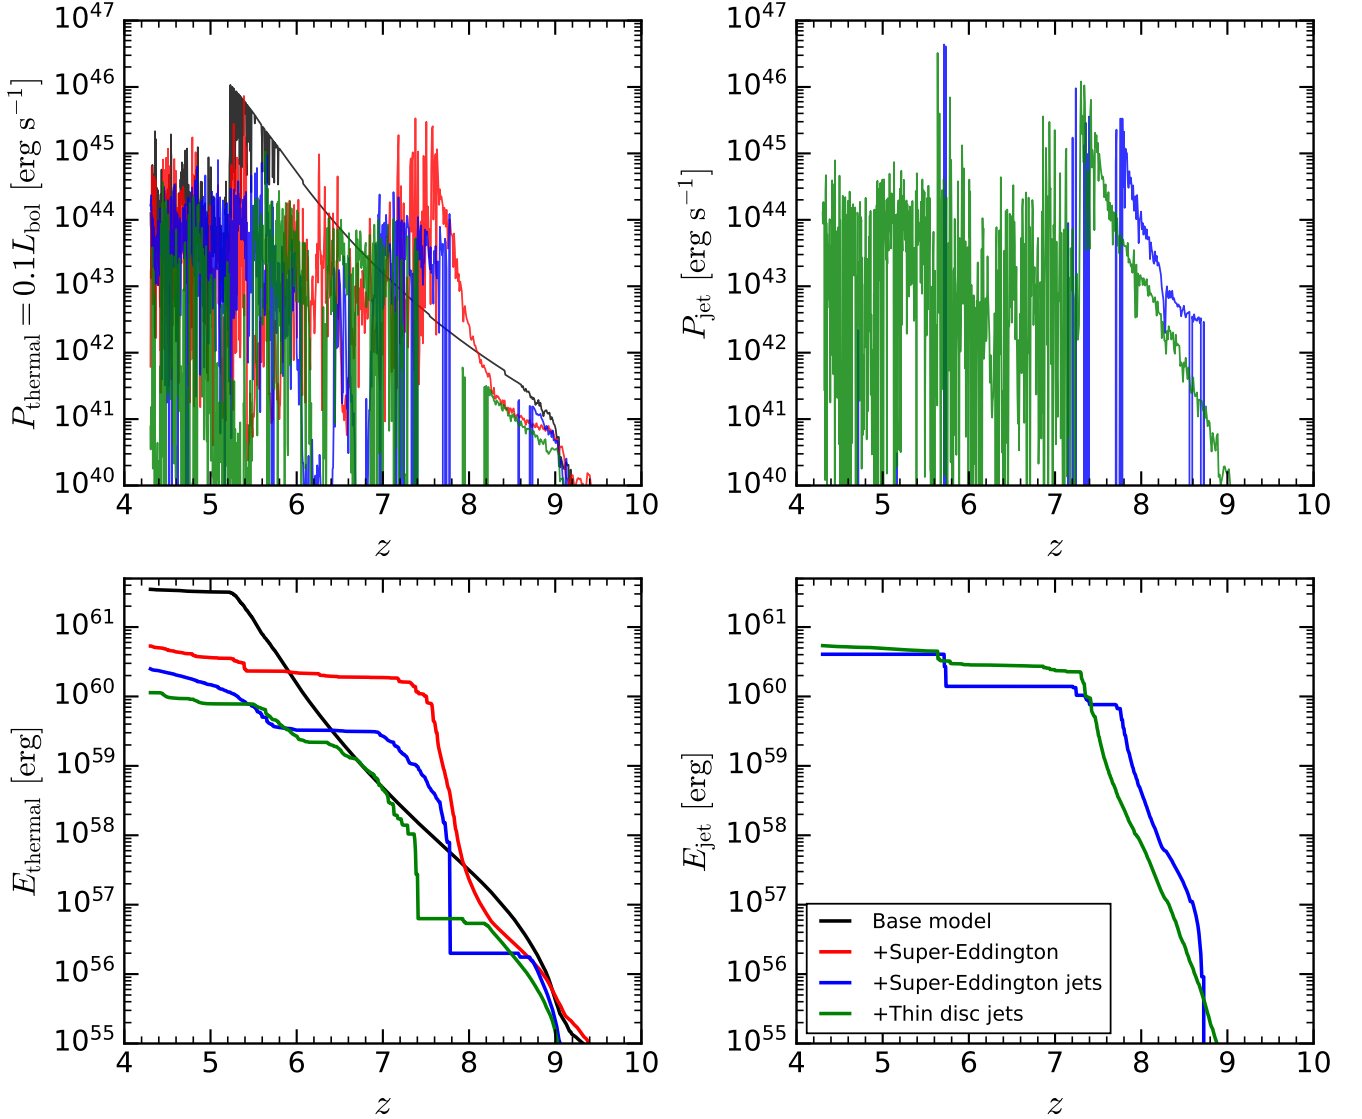 10^47
10^46
10^45
10^44
10^43
10^42
10^41
10^40
P_thermal = 0.1L_bol [erg s^−1]
4 5 6 7 8 9 10
z
10^47
10^46
10^45
10^44
10^43
10^42
10^41
10^40
P_jet [erg s^−1]
4 5 6 7 8 9 10
z
10^61
10^60
10^59
10^58
10^57
10^56
10^55
E_thermal [erg]
4 5 6 7 8 9 10
z
10^61
10^60
10^59
10^58
10^57
10^56
10^55
E_jet [erg]
Base model
+Super-Eddington
+Super-Eddington jets
+Thin disc jets
4 5 6 7 8 9 10
z